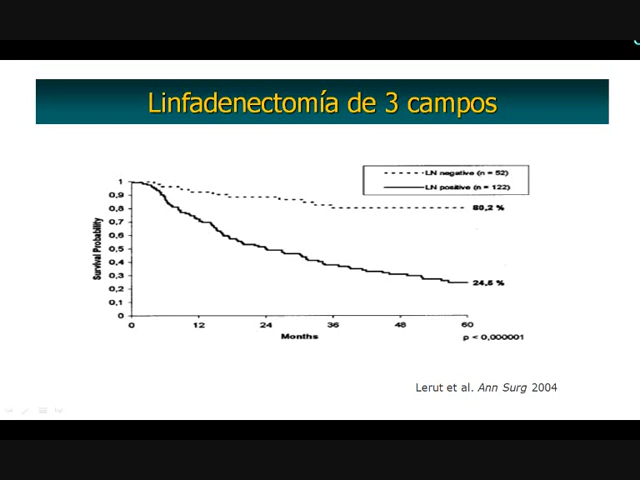 Linfadenectomía de 3 campos
LN negative (n = 52)
LN positive (n = 122)
1
0,9
0,8
0,7
0,6
0,5
0,4
0,3
0,2
0,1
0
Survival Probability
80,2 %
24,5 %
0 12 24 36 48 60
Months
p < 0,000001
Lerut et al. Ann Surg 2004